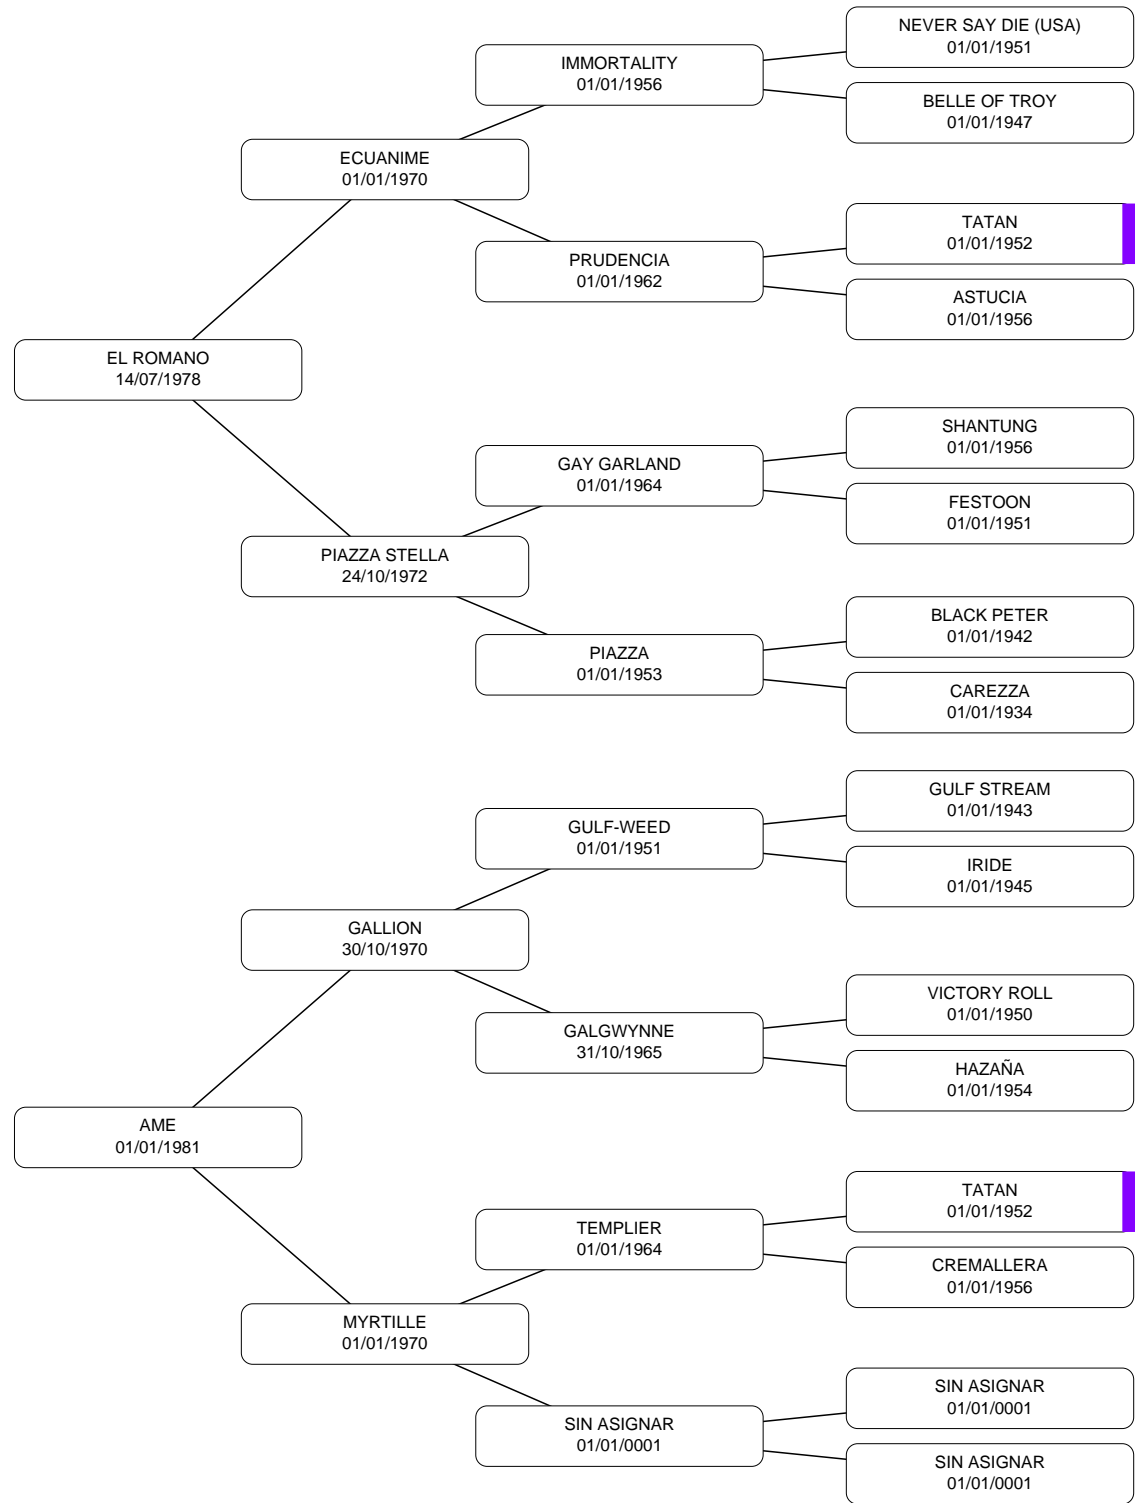 NEVER SAY DIE (USA)
01/01/1951
IMMORTALITY
01/01/1956
BELLE OF TROY
01/01/1947
ECUANIME
01/01/1970
TATAN
01/01/1952
PRUDENCIA
01/01/1962
ASTUCIA
01/01/1956
EL ROMANO
14/07/1978
SHANTUNG
01/01/1956
GAY GARLAND
01/01/1964
FESTOON
01/01/1951
PIAZZA STELLA
24/10/1972
BLACK PETER
01/01/1942
PIAZZA
01/01/1953
CAREZZA
01/01/1934
GULF STREAM
01/01/1943
GULF-WEED
01/01/1951
IRIDE
01/01/1945
GALLION
30/10/1970
VICTORY ROLL
01/01/1950
GALGWYNNE
31/10/1965
HAZAÑA
01/01/1954
AME
01/01/1981
TATAN
01/01/1952
TEMPLIER
01/01/1964
CREMALLERA
01/01/1956
MYRTILLE
01/01/1970
SIN ASIGNAR
01/01/0001
SIN ASIGNAR
01/01/0001
SIN ASIGNAR
01/01/0001